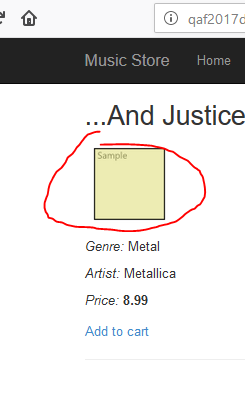 qaf2017d
Music Store Home
...And Justice
Sample
Genre: Metal
Artist: Metallica
Price: 8.99
Add to cart